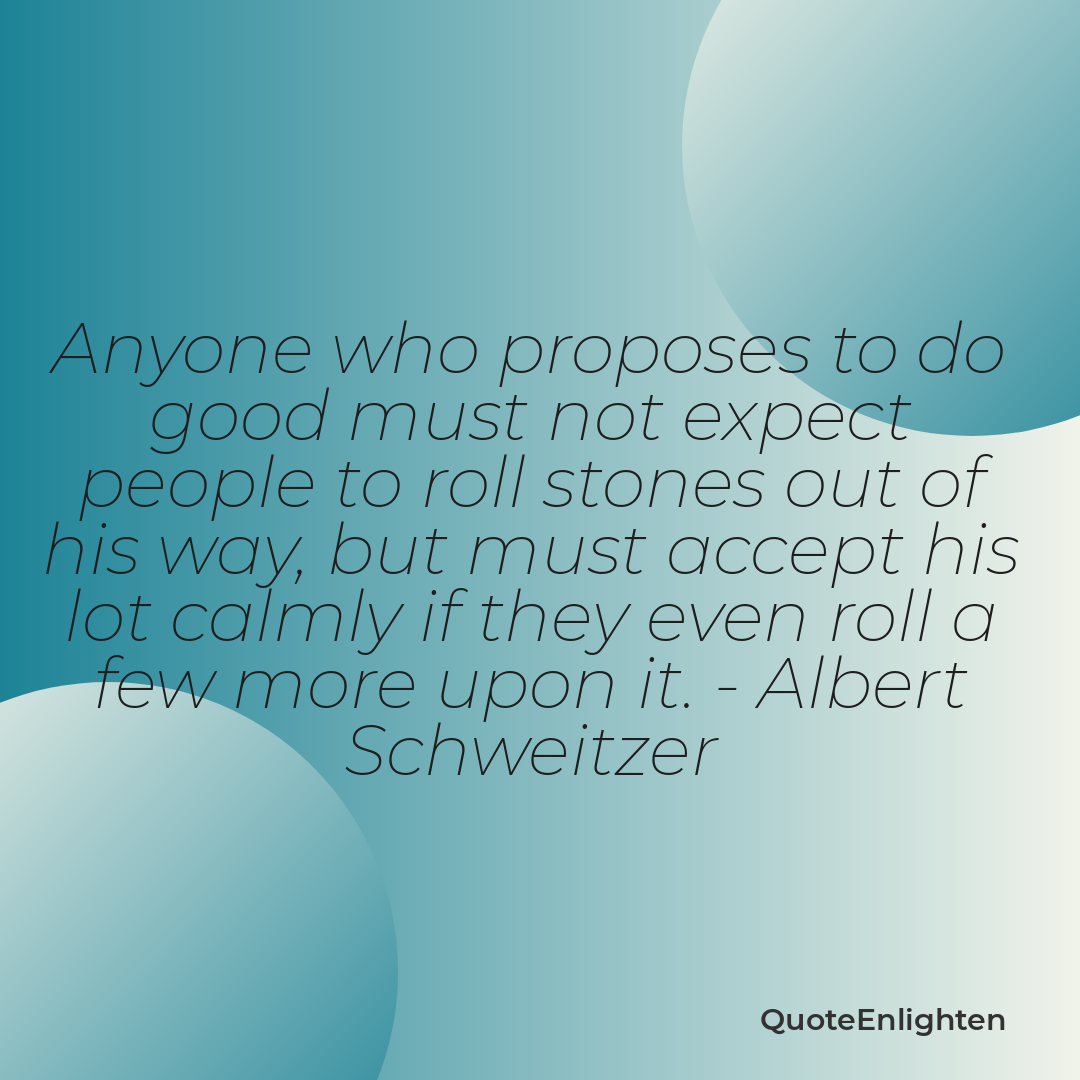 Anyone who proposes to do
good must not expect
people to roll stones out of
his way, but must accept his
lot calmly if they even roll a
few more upon it. - Albert
Schweitzer
QuoteEnlighten